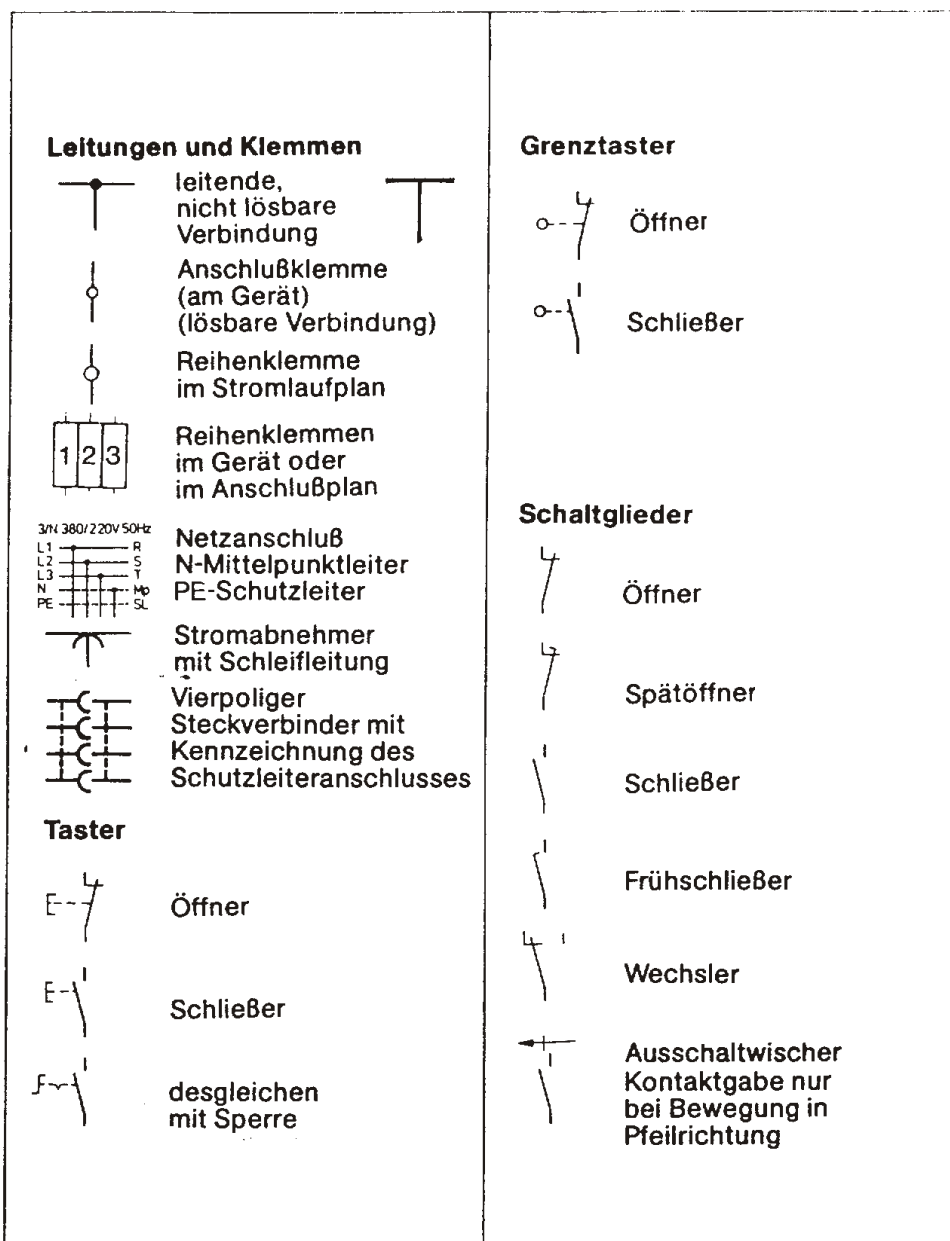 Leitungen und Klemmen
leitende,
nicht lösbare
Verbindung
Anschlußklemme
(am Gerät)
(lösbare Verbindung)
Reihenklemme
im Stromlaufplan
1 2 3
Reihenklemmen
im Gerät oder
im Anschlußplan
3/N 380/220V 50Hz
L1 R
L2 S
L3 T
N Mp
PE SL
Netzanschluß
N-Mittelpunktleiter
PE-Schutzleiter
Stromabnehmer
mit Schleifleitung
Vierpoliger
Steckverbinder mit
Kennzeichnung des
Schutzleiteranschlusses
Taster
Öffner
Schließer
desgleichen
mit Sperre
Grenztaster
Öffner
Schließer
Schaltglieder
Öffner
Spätöffner
Schließer
Frühschließer
Wechsler
Ausschaltwischer
Kontaktgabe nur
bei Bewegung in
Pfeilrichtung